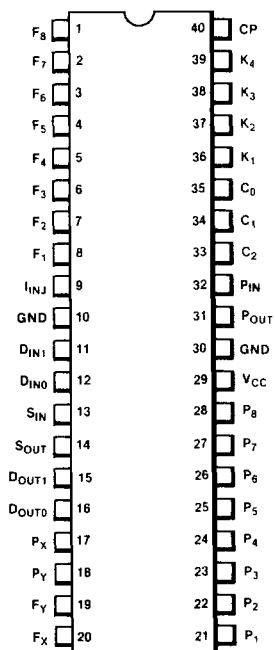 F8 1 40 CP
F7 2 39 K4
F6 3 38 K3
F5 4 37 K2
F4 5 36 K1
F3 6 35 C0
F2 7 34 C1
F1 8 33 C2
IINJ 9 32 PIN
GND 10 31 POUT
DIN1 11 30 GND
DIN0 12 29 VCC
SIN 13 28 P8
SOUT 14 27 P7
DOUT1 15 26 P6
DOUT0 16 25 P5
PX 17 24 P4
PY 18 23 P3
FY 19 22 P2
FX 20 21 P1